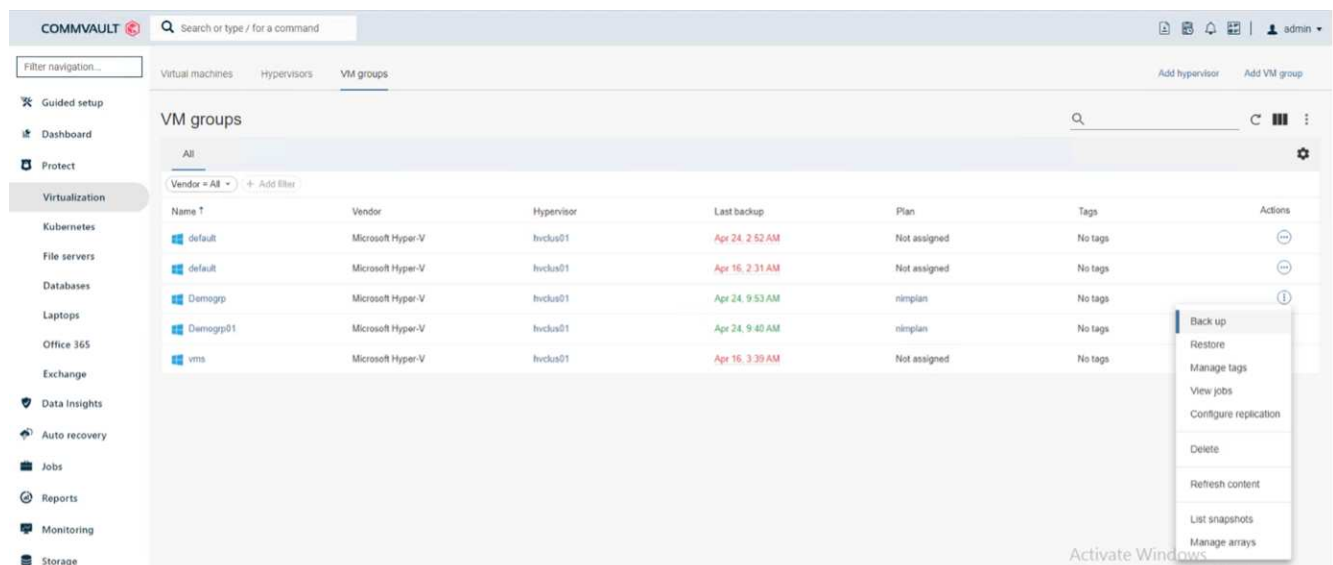 COMMVAULT Search or type / for a command admin
Filter navigation...
Virtual machines Hypervisors VM groups Add hypervisor Add VM group
Guided setup
VM groups
Dashboard
All
Protect
Vendor = All + Add filter
Virtualization
Name ↑ Vendor Hypervisor Last backup Plan Tags Actions
Kubernetes
default Microsoft Hyper-V hvclus01 Apr 24, 2:52 AM Not assigned No tags
File servers
default Microsoft Hyper-V hvclus01 Apr 16, 2:31 AM Not assigned No tags
Databases
Demogrp Microsoft Hyper-V hvclus01 Apr 24, 9:53 AM nimplan No tags
Laptops
Back up
Demogrp01 Microsoft Hyper-V hvclus01 Apr 24, 9:40 AM nimplan No tags
Office 365
Restore
vms Microsoft Hyper-V hvclus01 Apr 16, 3:39 AM Not assigned No tags
Manage tags
Exchange
View jobs
Data Insights
Configure replication
Auto recovery
Delete
Jobs
Refresh content
Reports
List snapshots
Monitoring
Manage arrays
Activate Windows
Storage